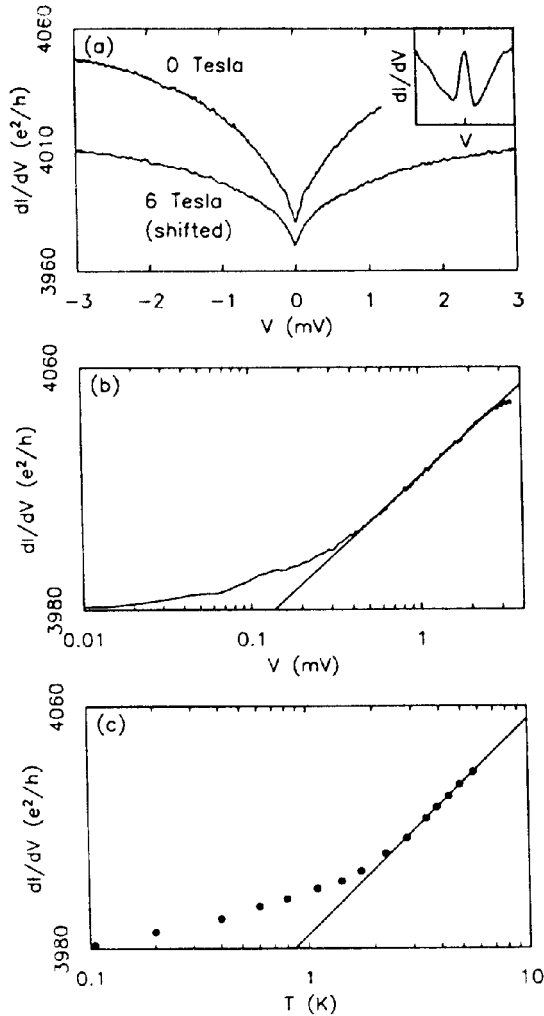 (a)
0 Tesla
6 Tesla
(shifted)
dI/dV (e²/h)
4060
4010
3960
−3 −2 −1 0 1 2 3
V (mV)
dI/dV
V
(b)
dI/dV (e²/h)
4060
3980
0.01 0.1 1
V (mV)
(c)
dI/dV (e²/h)
4060
3980
0.1 1 10
T (K)